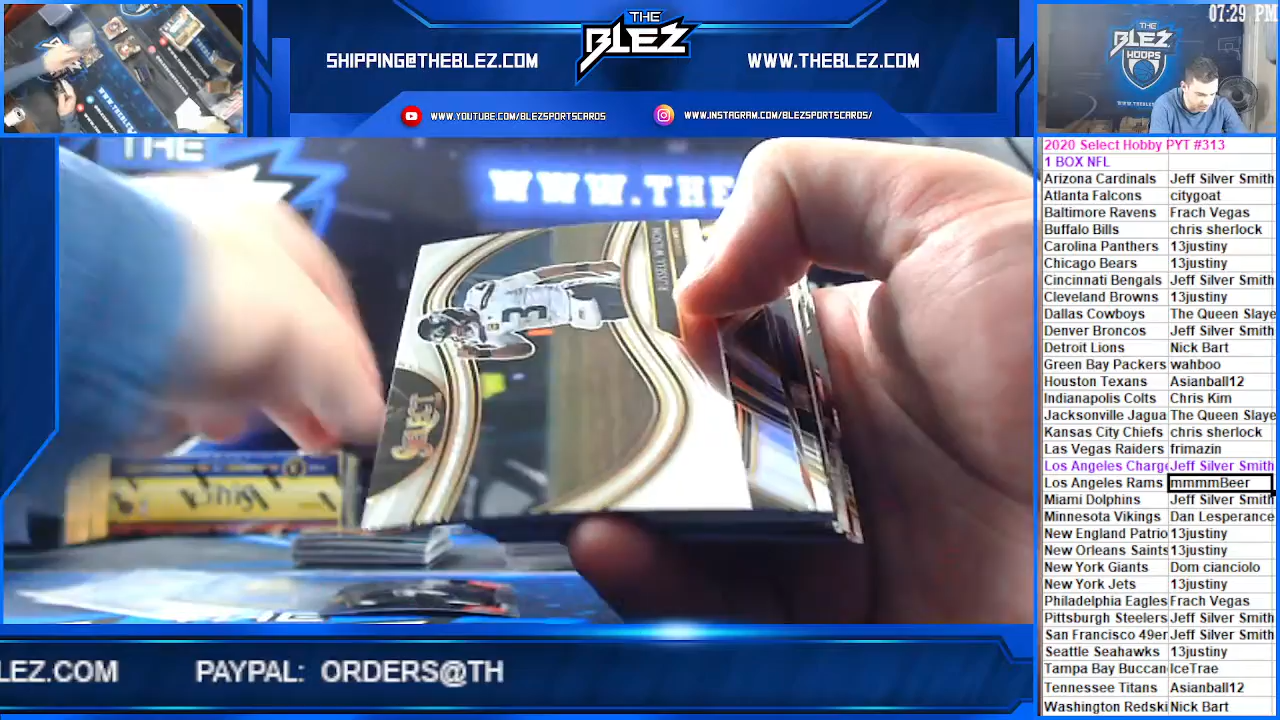 THE
BLEZ
SHIPPING@THEBLEZ.COM
WWW.THEBLEZ.COM
WWW.YOUTUBE.COM/BLEZSPORTSCARDS
WWW.INSTAGRAM.COM/BLEZSPORTSCARDS/
07:29 PM
THE
BLEZ
HOOPS
THE
WWW.THE
RUSSELL WILSON
3
SELECT
2020 Select Hobby PYT #313
1 BOX NFL
Arizona Cardinals Jeff Silver Smith
Atlanta Falcons citygoat
Baltimore Ravens Frach Vegas
Buffalo Bills chris sherlock
Carolina Panthers 13justiny
Chicago Bears 13justiny
Cincinnati Bengals Jeff Silver Smith
Cleveland Browns 13justiny
Dallas Cowboys The Queen Slaye
Denver Broncos Jeff Silver Smith
Detroit Lions Nick Bart
Green Bay Packers wahboo
Houston Texans Asianball12
Indianapolis Colts Chris Kim
Jacksonville Jagua The Queen Slaye
Kansas City Chiefs chris sherlock
Las Vegas Raiders frimazin
Los Angeles Charge Jeff Silver Smith
Los Angeles Rams mmmmBeer
Miami Dolphins Jeff Silver Smith
Minnesota Vikings Dan Lesperance
New England Patrio 13justiny
New Orleans Saints 13justiny
New York Giants Dom cianciolo
New York Jets 13justiny
Philadelphia Eagles Frach Vegas
Pittsburgh Steelers Jeff Silver Smith
San Francisco 49er Jeff Silver Smith
Seattle Seahawks 13justiny
Tampa Bay Buccan IceTrae
Tennessee Titans Asianball12
Washington Redski Nick Bart
LEZ.COM PAYPAL: ORDERS@TH